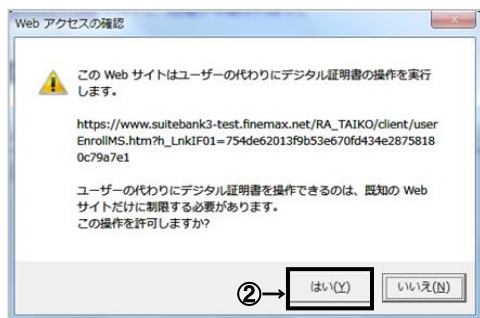 Web アクセスの確認
この Web サイトはユーザーの代わりにデジタル証明書の操作を実行
します。
https://www.suitebank3-test.finemax.net/RA_TAIKO/client/user
EnrollMS.htm?h_LnkIF01=754de62013f9b53e670fd434e2875818
0c79a7e1
ユーザーの代わりにデジタル証明書を操作できるのは、既知の Web
サイトだけに制限する必要があります。
この操作を許可しますか?
②→ はい(Y) いいえ(N)